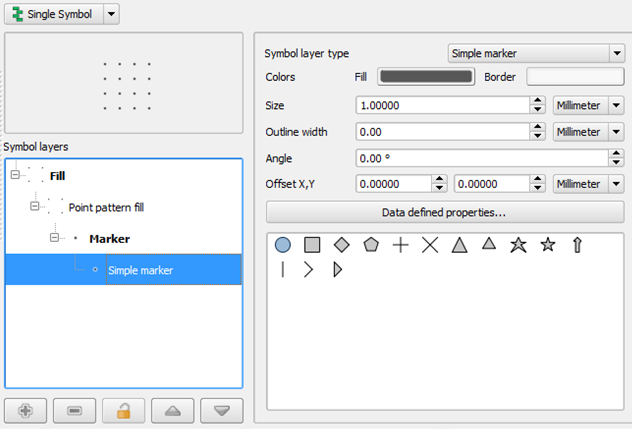 Single Symbol
Symbol layers
Fill
Point pattern fill
Marker
Simple marker
Symbol layer type Simple marker
Colors Fill Border
Size 1.00000 Millimeter
Outline width 0.00 Millimeter
Angle 0.00 °
Offset X,Y 0.00000 0.00000 Millimeter
Data defined properties...